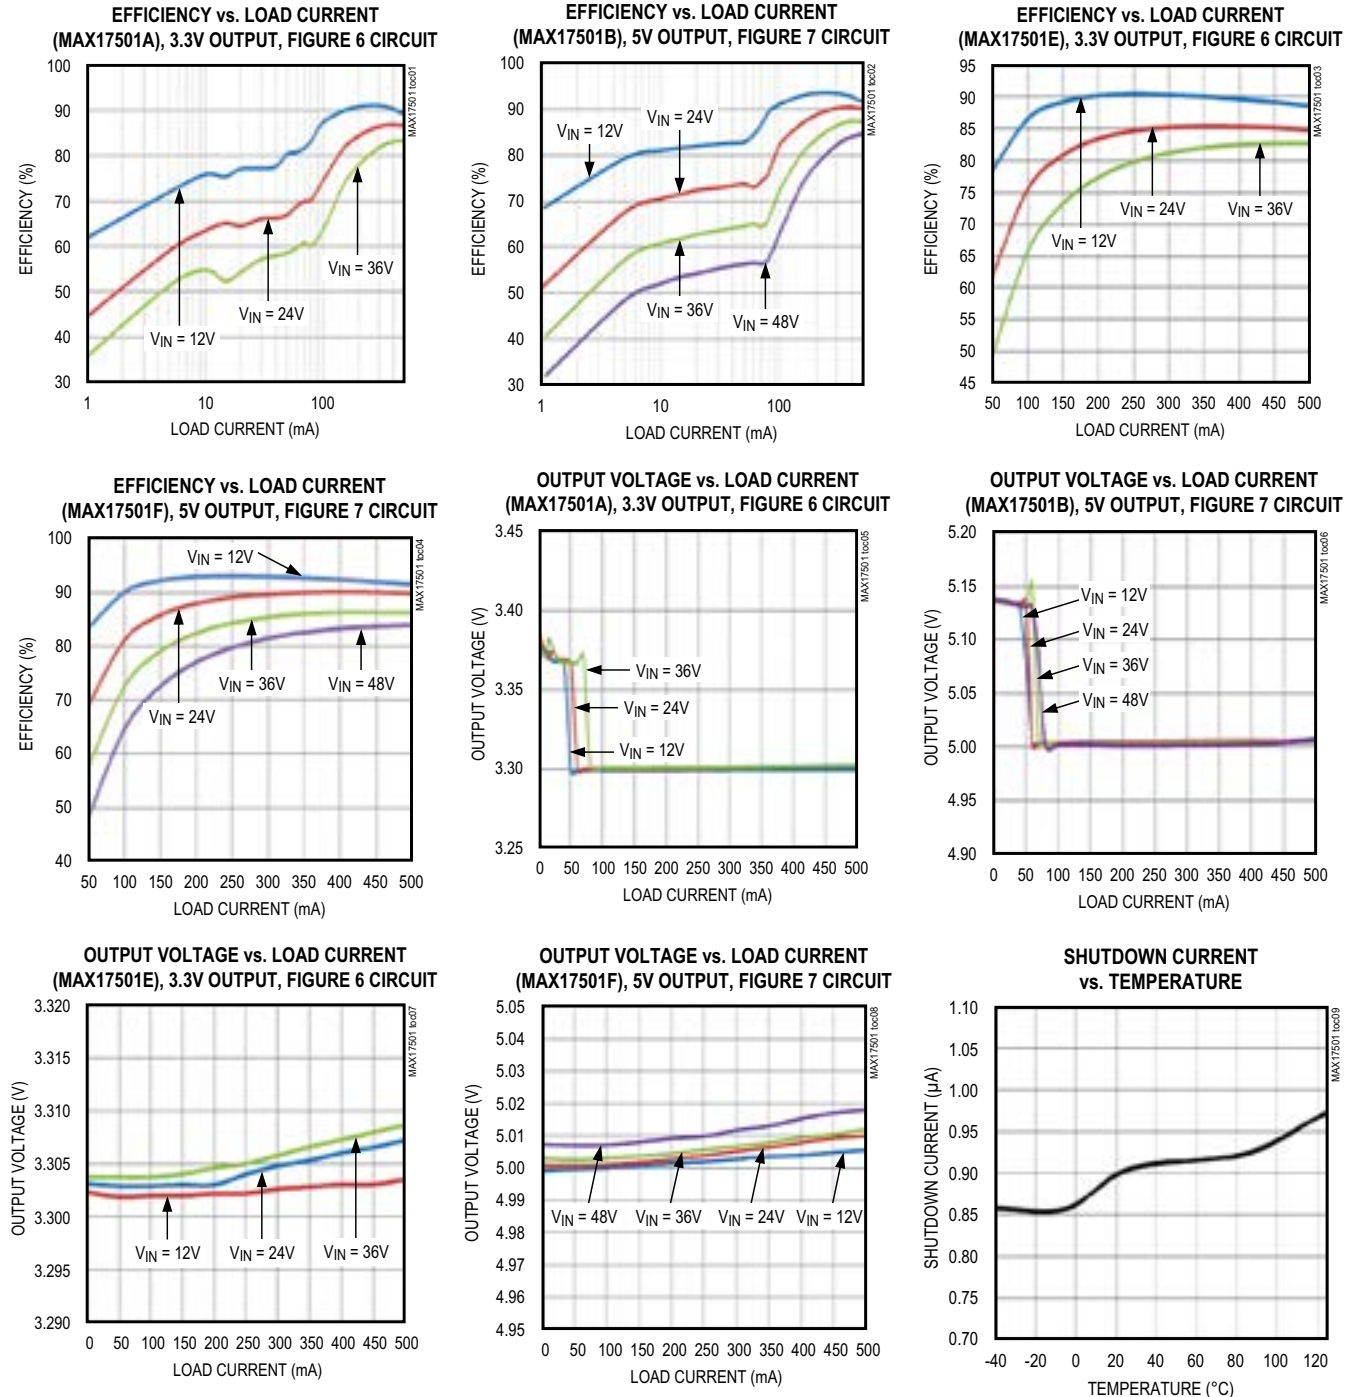 EFFICIENCY vs. LOAD CURRENT
(MAX17501A), 3.3V OUTPUT, FIGURE 6 CIRCUIT
MAX17501 toc01
EFFICIENCY (%)
100
90
80
70
60
50
40
30
VIN = 36V
VIN = 24V
VIN = 12V
1
10
100
LOAD CURRENT (mA)
EFFICIENCY vs. LOAD CURRENT
(MAX17501B), 5V OUTPUT, FIGURE 7 CIRCUIT
MAX17501 toc02
EFFICIENCY (%)
100
90
80
70
60
50
40
30
VIN = 24V
VIN = 12V
VIN = 36V
VIN = 48V
1
10
100
LOAD CURRENT (mA)
EFFICIENCY vs. LOAD CURRENT
(MAX17501E), 3.3V OUTPUT, FIGURE 6 CIRCUIT
MAX17501 toc03
EFFICIENCY (%)
95
90
85
80
75
70
65
60
55
50
45
VIN = 24V
VIN = 36V
VIN = 12V
50 100 150 200 250 300 350 400 450 500
LOAD CURRENT (mA)
EFFICIENCY vs. LOAD CURRENT
(MAX17501F), 5V OUTPUT, FIGURE 7 CIRCUIT
MAX17501 toc04
EFFICIENCY (%)
100
90
80
70
60
50
40
VIN = 12V
VIN = 36V
VIN = 48V
VIN = 24V
50 100 150 200 250 300 350 400 450 500
LOAD CURRENT (mA)
OUTPUT VOLTAGE vs. LOAD CURRENT
(MAX17501A), 3.3V OUTPUT, FIGURE 6 CIRCUIT
MAX17501 toc05
OUTPUT VOLTAGE (V)
3.45
3.40
3.35
3.30
3.25
VIN = 36V
VIN = 24V
VIN = 12V
0 50 100 150 200 250 300 350 400 450 500
LOAD CURRENT (mA)
OUTPUT VOLTAGE vs. LOAD CURRENT
(MAX17501B), 5V OUTPUT, FIGURE 7 CIRCUIT
MAX17501 toc06
OUTPUT VOLTAGE (V)
5.20
5.15
5.10
5.05
5.00
4.95
4.90
VIN = 12V
VIN = 24V
VIN = 36V
VIN = 48V
0 50 100 150 200 250 300 350 400 450 500
LOAD CURRENT (mA)
OUTPUT VOLTAGE vs. LOAD CURRENT
(MAX17501E), 3.3V OUTPUT, FIGURE 6 CIRCUIT
MAX17501 toc07
OUTPUT VOLTAGE (V)
3.320
3.315
3.310
3.305
3.300
3.295
3.290
VIN = 12V
VIN = 24V
VIN = 36V
0 50 100 150 200 250 300 350 400 450 500
LOAD CURRENT (mA)
OUTPUT VOLTAGE vs. LOAD CURRENT
(MAX17501F), 5V OUTPUT, FIGURE 7 CIRCUIT
MAX17501 toc08
OUTPUT VOLTAGE (V)
5.05
5.04
5.03
5.02
5.01
5.00
4.99
4.98
4.97
4.96
4.95
VIN = 48V
VIN = 36V
VIN = 24V
VIN = 12V
0 50 100 150 200 250 300 350 400 450 500
LOAD CURRENT (mA)
SHUTDOWN CURRENT
vs. TEMPERATURE
MAX17501 toc09
SHUTDOWN CURRENT (µA)
1.10
1.05
1.00
0.95
0.90
0.85
0.80
0.75
0.70
-40 -20 0 20 40 60 80 100 120
TEMPERATURE (°C)